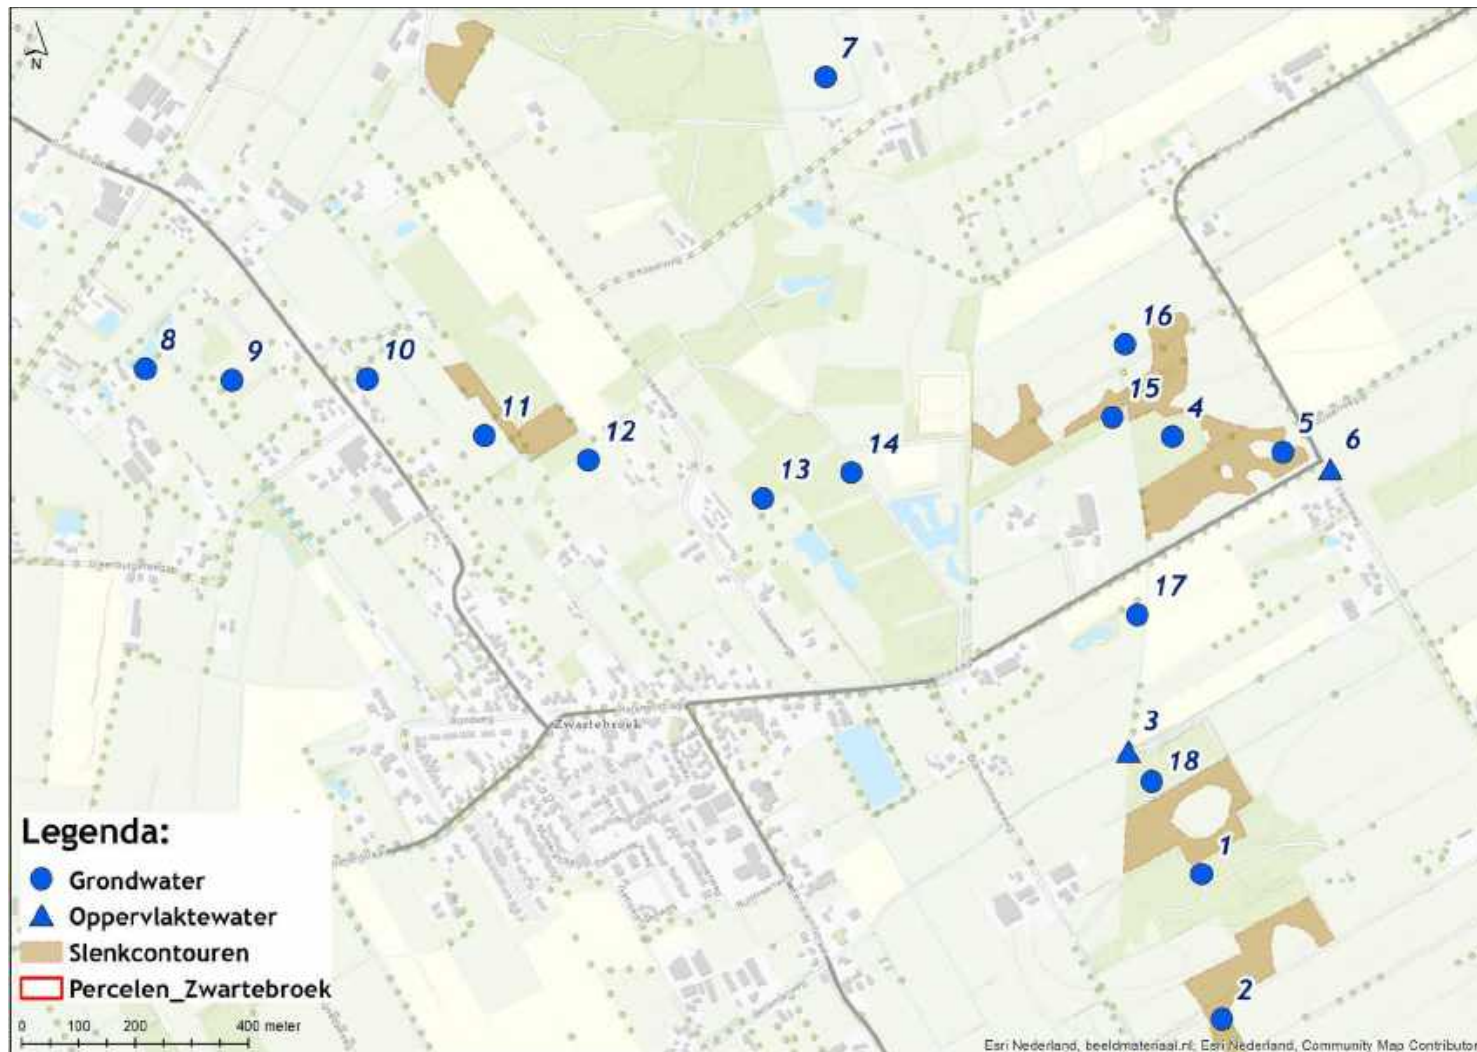 N
7
16
8
9
10
15
4
5
6
11
12
14
13
17
Zwartebroek
3
18
1
2
Legenda:
Grondwater
Oppervlaktewater
Slenkcontouren
Percelen_Zwartebroek
0 100 200 400 meter
Esri Nederland, beeldmateriaal.nl; Esri Nederland, Community Map Contributor